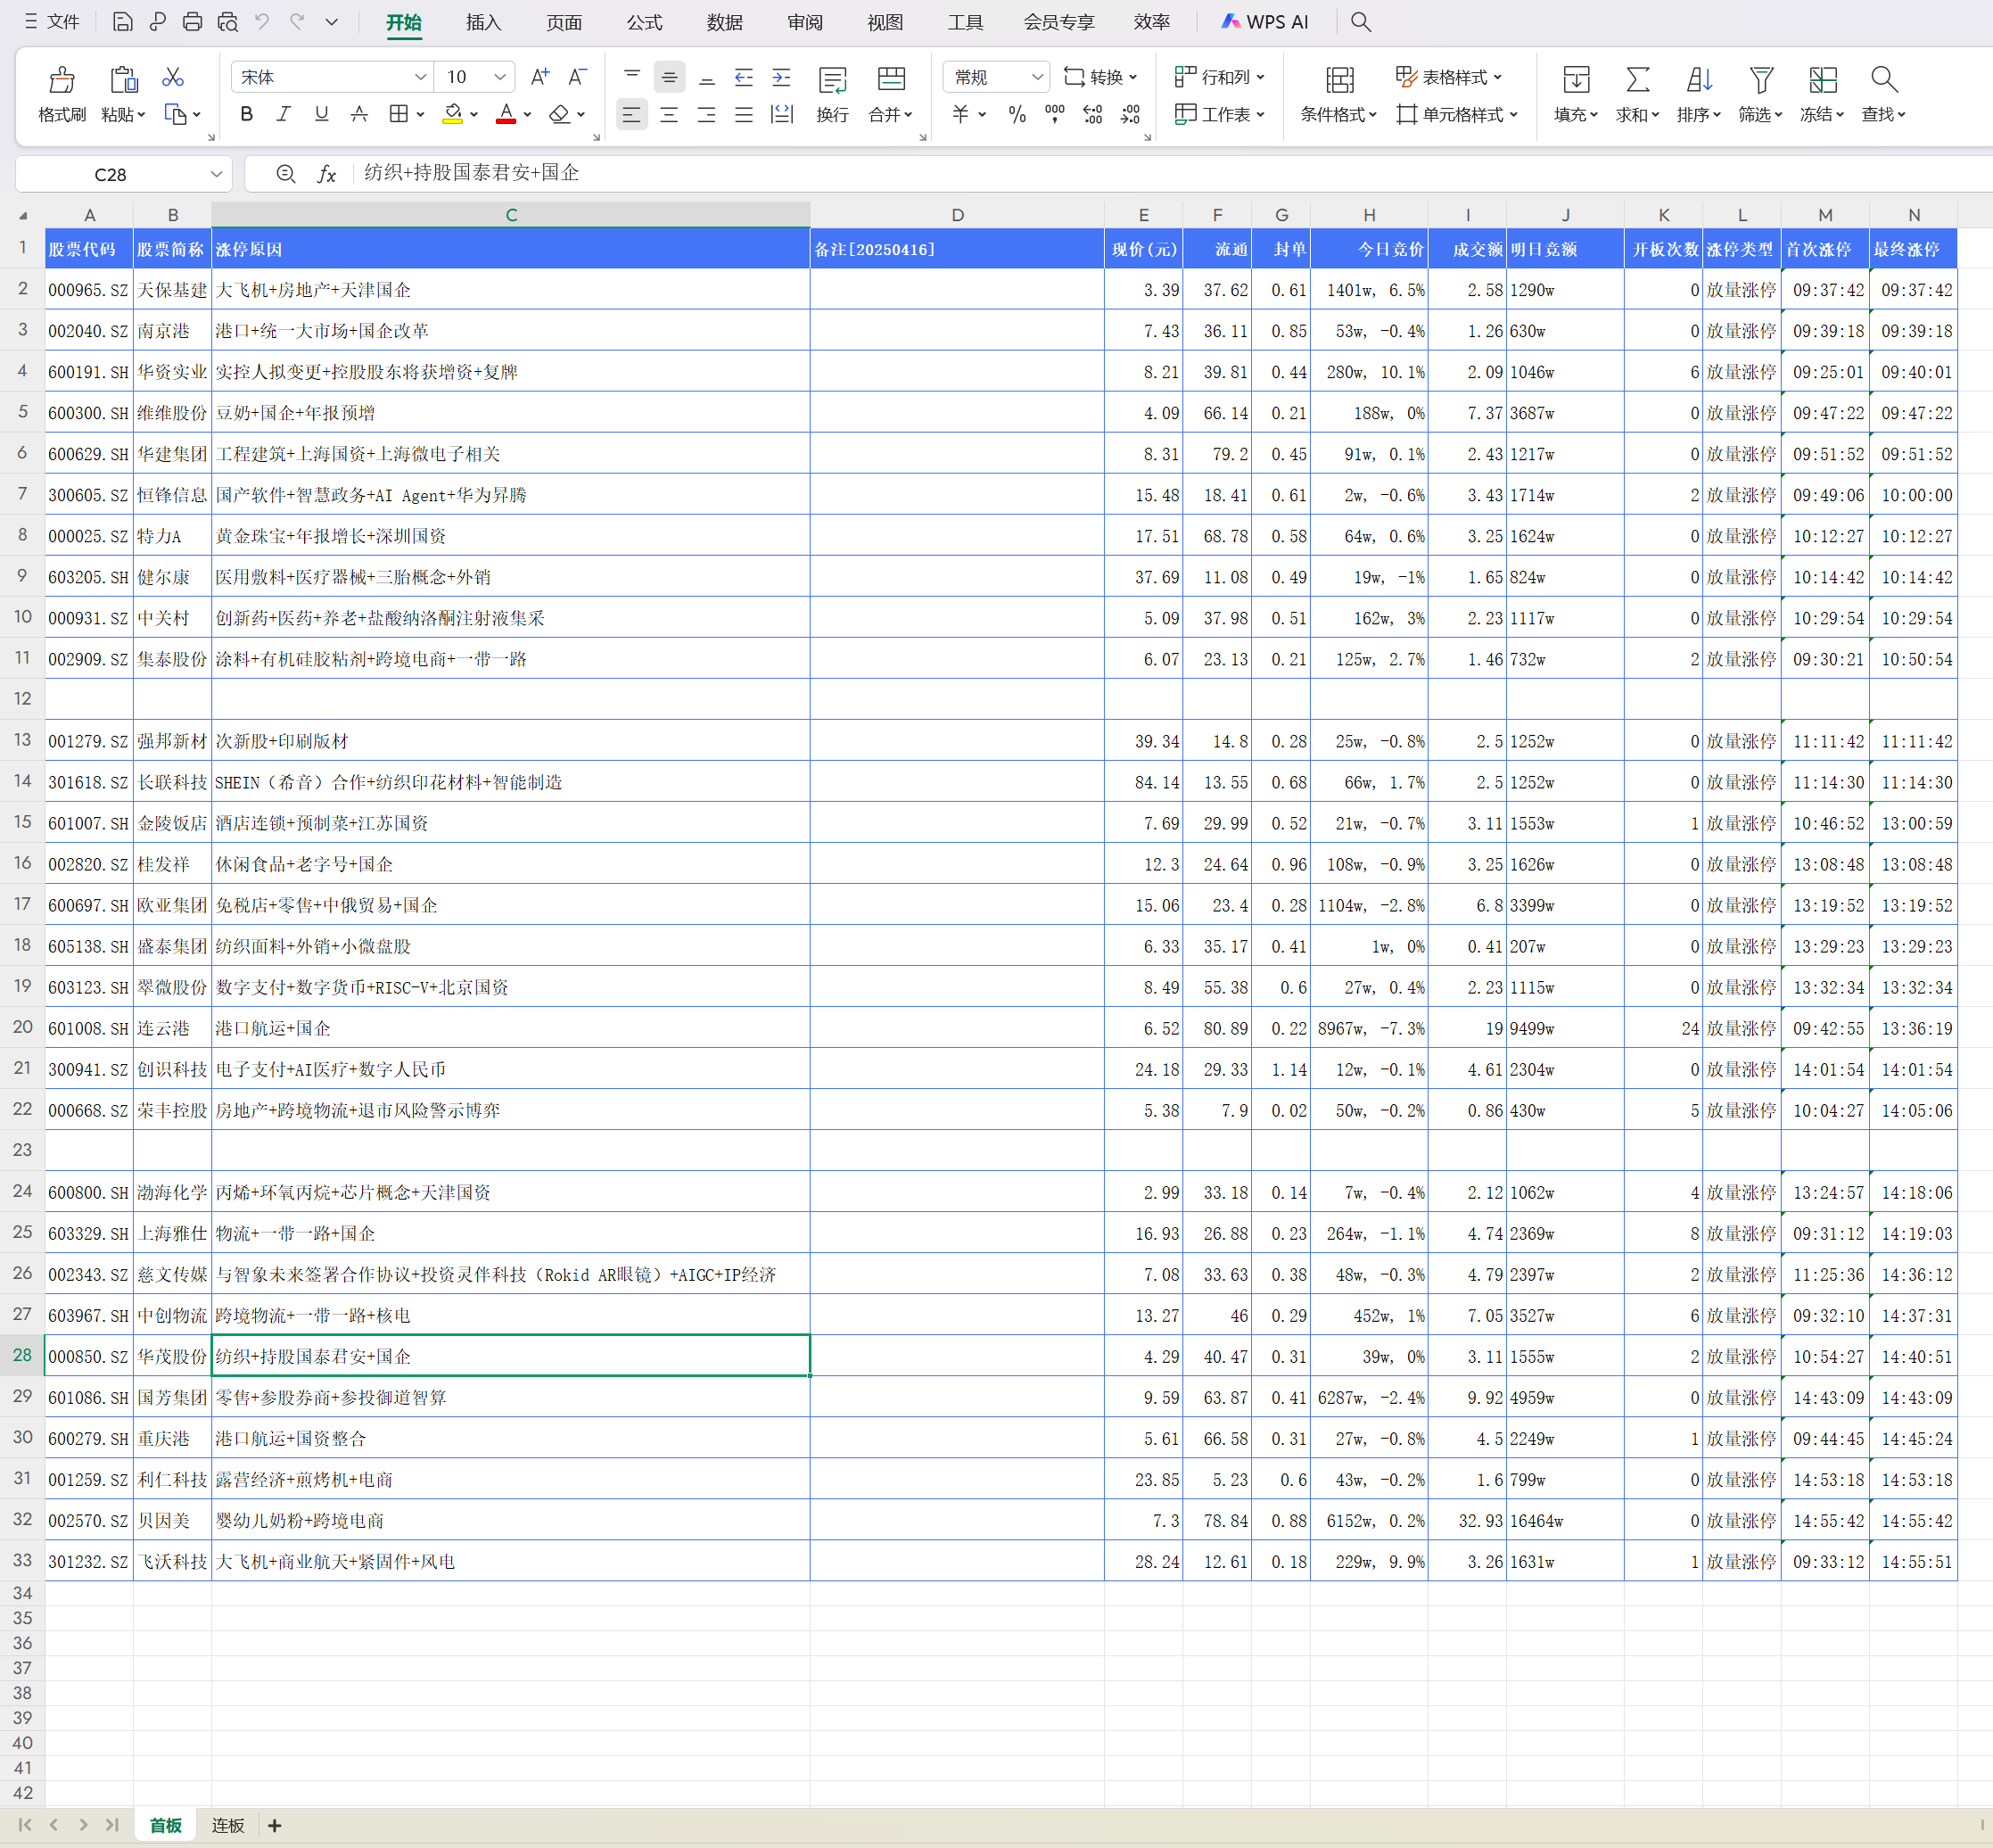 文件 开始 插入 页面 公式 数据 审阅 视图 工具 会员专享 效率 WPS AI
宋体 10 A+ A- 常规 转换 行和列 表格样式
格式刷 粘贴 B I U A A 换行 合并 ¥ % 000 工作表 条件格式 单元格样式 填充 求和 排序 筛选 冻结 查找
C28 fx 纺织+持股国泰君安+国企
A B C D E F G H I J K L M N
1 股票代码 股票简称 涨停原因 备注[20250416] 现价(元) 流通 封单 今日竞价 成交额 明日竞额 开板次数 涨停类型 首次涨停 最终涨停
2 000965.SZ 天保基建 大飞机+房地产+天津国企 3.39 37.62 0.61 1401w, 6.5% 2.58 1290w 0 放量涨停 09:37:42 09:37:42
3 002040.SZ 南京港 港口+统一大市场+国企改革 7.43 36.11 0.85 53w, -0.4% 1.26 630w 0 放量涨停 09:39:18 09:39:18
4 600191.SH 华资实业 实控人拟变更+控股股东将获增资+复牌 8.21 39.81 0.44 280w, 10.1% 2.09 1046w 6 放量涨停 09:25:01 09:40:01
5 600300.SH 维维股份 豆奶+国企+年报预增 4.09 66.14 0.21 188w, 0% 7.37 3687w 0 放量涨停 09:47:22 09:47:22
6 600629.SH 华建集团 工程建筑+上海国资+上海微电子相关 8.31 79.2 0.45 91w, 0.1% 2.43 1217w 0 放量涨停 09:51:52 09:51:52
7 300605.SZ 恒锋信息 国产软件+智慧政务+AI Agent+华为昇腾 15.48 18.41 0.61 2w, -0.6% 3.43 1714w 2 放量涨停 09:49:06 10:00:00
8 000025.SZ 特力A 黄金珠宝+年报增长+深圳国资 17.51 68.78 0.58 64w, 0.6% 3.25 1624w 0 放量涨停 10:12:27 10:12:27
9 603205.SH 健尔康 医用敷料+医疗器械+三胎概念+外销 37.69 11.08 0.49 19w, -1% 1.65 824w 0 放量涨停 10:14:42 10:14:42
10 000931.SZ 中关村 创新药+医药+养老+盐酸纳洛酮注射液集采 5.09 37.98 0.51 162w, 3% 2.23 1117w 0 放量涨停 10:29:54 10:29:54
11 002909.SZ 集泰股份 涂料+有机硅胶粘剂+跨境电商+一带一路 6.07 23.13 0.21 125w, 2.7% 1.46 732w 2 放量涨停 09:30:21 10:50:54
12
13 001279.SZ 强邦新材 次新股+印刷版材 39.34 14.8 0.28 25w, -0.8% 2.5 1252w 0 放量涨停 11:11:42 11:11:42
14 301618.SZ 长联科技 SHEIN（希音）合作+纺织印花材料+智能制造 84.14 13.55 0.68 66w, 1.7% 2.5 1252w 0 放量涨停 11:14:30 11:14:30
15 601007.SH 金陵饭店 酒店连锁+预制菜+江苏国资 7.69 29.99 0.52 21w, -0.7% 3.11 1553w 1 放量涨停 10:46:52 13:00:59
16 002820.SZ 桂发祥 休闲食品+老字号+国企 12.3 24.64 0.96 108w, -0.9% 3.25 1626w 0 放量涨停 13:08:48 13:08:48
17 600697.SH 欧亚集团 免税店+零售+中俄贸易+国企 15.06 23.4 0.28 1104w, -2.8% 6.8 3399w 0 放量涨停 13:19:52 13:19:52
18 605138.SH 盛泰集团 纺织面料+外销+小微盘股 6.33 35.17 0.41 1w, 0% 0.41 207w 0 放量涨停 13:29:23 13:29:23
19 603123.SH 翠微股份 数字支付+数字货币+RISC-V+北京国资 8.49 55.38 0.6 27w, 0.4% 2.23 1115w 0 放量涨停 13:32:34 13:32:34
20 601008.SH 连云港 港口航运+国企 6.52 80.89 0.22 8967w, -7.3% 19 9499w 24 放量涨停 09:42:55 13:36:19
21 300941.SZ 创识科技 电子支付+AI医疗+数字人民币 24.18 29.33 1.14 12w, -0.1% 4.61 2304w 0 放量涨停 14:01:54 14:01:54
22 000668.SZ 荣丰控股 房地产+跨境物流+退市风险警示博弈 5.38 7.9 0.02 50w, -0.2% 0.86 430w 5 放量涨停 10:04:27 14:05:06
23
24 600800.SH 渤海化学 丙烯+环氧丙烷+芯片概念+天津国资 2.99 33.18 0.14 7w, -0.4% 2.12 1062w 4 放量涨停 13:24:57 14:18:06
25 603329.SH 上海雅仕 物流+一带一路+国企 16.93 26.88 0.23 264w, -1.1% 4.74 2369w 8 放量涨停 09:31:12 14:19:03
26 002343.SZ 慈文传媒 与智象未来签署合作协议+投资灵伴科技（Rokid AR眼镜）+AIGC+IP经济 7.08 33.63 0.38 48w, -0.3% 4.79 2397w 2 放量涨停 11:25:36 14:36:12
27 603967.SH 中创物流 跨境物流+一带一路+核电 13.27 46 0.29 452w, 1% 7.05 3527w 6 放量涨停 09:32:10 14:37:31
28 000850.SZ 华茂股份 纺织+持股国泰君安+国企 4.29 40.47 0.31 39w, 0% 3.11 1555w 2 放量涨停 10:54:27 14:40:51
29 601086.SH 国芳集团 零售+参股券商+参投御道智算 9.59 63.87 0.41 6287w, -2.4% 9.92 4959w 0 放量涨停 14:43:09 14:43:09
30 600279.SH 重庆港 港口航运+国资整合 5.61 66.58 0.31 27w, -0.8% 4.5 2249w 1 放量涨停 09:44:45 14:45:24
31 001259.SZ 利仁科技 露营经济+煎烤机+电商 23.85 5.23 0.6 43w, -0.2% 1.6 799w 0 放量涨停 14:53:18 14:53:18
32 002570.SZ 贝因美 婴幼儿奶粉+跨境电商 7.3 78.84 0.88 6152w, 0.2% 32.93 16464w 0 放量涨停 14:55:42 14:55:42
33 301232.SZ 飞沃科技 大飞机+商业航天+紧固件+风电 28.24 12.61 0.18 229w, 9.9% 3.26 1631w 1 放量涨停 09:33:12 14:55:51
34
35
36
37
38
39
40
41
42
首板 连板 +